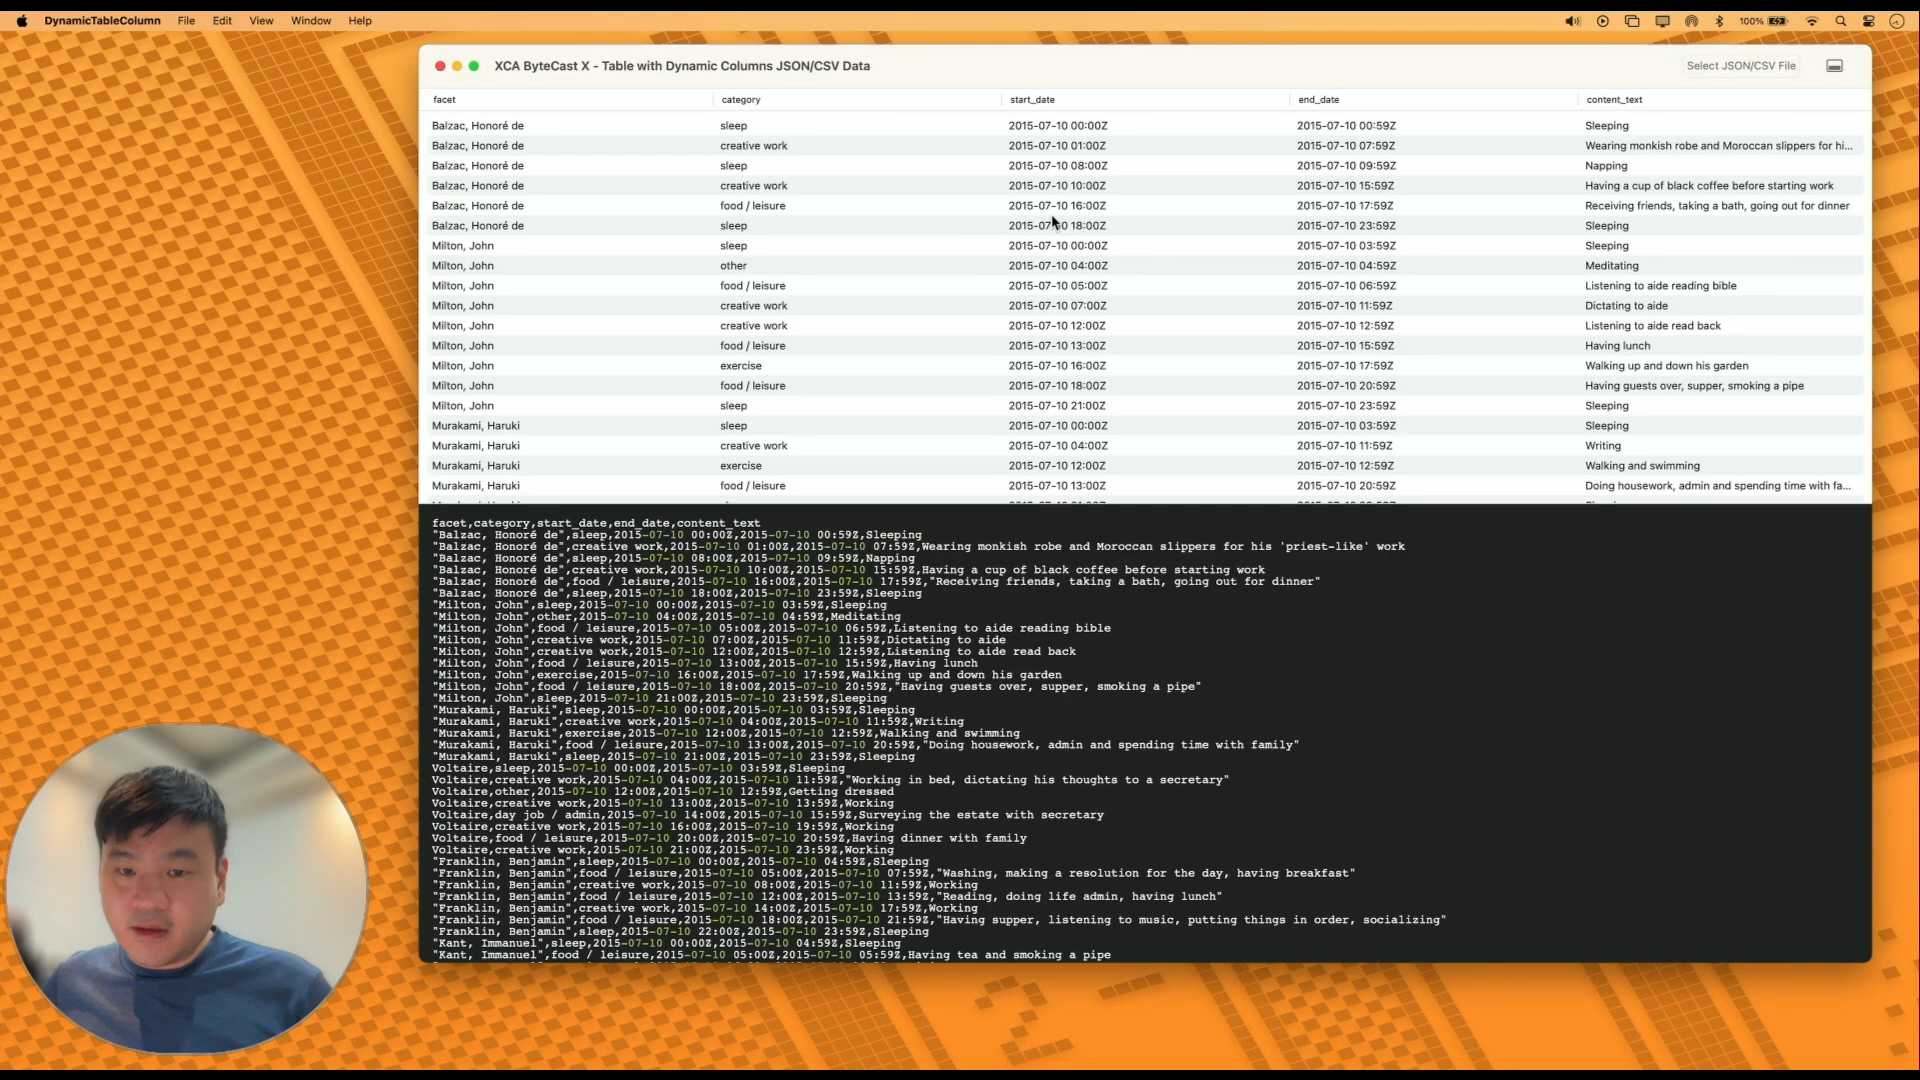 DynamicTableColumn File Edit View Window Help 100%
XCA ByteCast X - Table with Dynamic Columns JSON/CSV Data Select JSON/CSV File
facet category start_date end_date content_text
Balzac, Honoré de sleep 2015-07-10 00:00Z 2015-07-10 00:59Z Sleeping
Balzac, Honoré de creative work 2015-07-10 01:00Z 2015-07-10 07:59Z Wearing monkish robe and Moroccan slippers for hi...
Balzac, Honoré de sleep 2015-07-10 08:00Z 2015-07-10 09:59Z Napping
Balzac, Honoré de creative work 2015-07-10 10:00Z 2015-07-10 15:59Z Having a cup of black coffee before starting work
Balzac, Honoré de food / leisure 2015-07-10 16:00Z 2015-07-10 17:59Z Receiving friends, taking a bath, going out for dinner
Balzac, Honoré de sleep 2015-07-10 18:00Z 2015-07-10 23:59Z Sleeping
Milton, John sleep 2015-07-10 00:00Z 2015-07-10 03:59Z Sleeping
Milton, John other 2015-07-10 04:00Z 2015-07-10 04:59Z Meditating
Milton, John food / leisure 2015-07-10 05:00Z 2015-07-10 06:59Z Listening to aide reading bible
Milton, John creative work 2015-07-10 07:00Z 2015-07-10 11:59Z Dictating to aide
Milton, John creative work 2015-07-10 12:00Z 2015-07-10 12:59Z Listening to aide read back
Milton, John food / leisure 2015-07-10 13:00Z 2015-07-10 15:59Z Having lunch
Milton, John exercise 2015-07-10 16:00Z 2015-07-10 17:59Z Walking up and down his garden
Milton, John food / leisure 2015-07-10 18:00Z 2015-07-10 20:59Z Having guests over, supper, smoking a pipe
Milton, John sleep 2015-07-10 21:00Z 2015-07-10 23:59Z Sleeping
Murakami, Haruki sleep 2015-07-10 00:00Z 2015-07-10 03:59Z Sleeping
Murakami, Haruki creative work 2015-07-10 04:00Z 2015-07-10 11:59Z Writing
Murakami, Haruki exercise 2015-07-10 12:00Z 2015-07-10 12:59Z Walking and swimming
Murakami, Haruki food / leisure 2015-07-10 13:00Z 2015-07-10 20:59Z Doing housework, admin and spending time with fa...
facet,category,start_date,end_date,content_text
"Balzac, Honoré de",sleep,2015-07-10 00:00Z,2015-07-10 00:59Z,Sleeping
"Balzac, Honoré de",creative work,2015-07-10 01:00Z,2015-07-10 07:59Z,Wearing monkish robe and Moroccan slippers for his 'priest-like' work
"Balzac, Honoré de",sleep,2015-07-10 08:00Z,2015-07-10 09:59Z,Napping
"Balzac, Honoré de",creative work,2015-07-10 10:00Z,2015-07-10 15:59Z,Having a cup of black coffee before starting work
"Balzac, Honoré de",food / leisure,2015-07-10 16:00Z,2015-07-10 17:59Z,"Receiving friends, taking a bath, going out for dinner"
"Balzac, Honoré de",sleep,2015-07-10 18:00Z,2015-07-10 23:59Z,Sleeping
"Milton, John",sleep,2015-07-10 00:00Z,2015-07-10 03:59Z,Sleeping
"Milton, John",other,2015-07-10 04:00Z,2015-07-10 04:59Z,Meditating
"Milton, John",food / leisure,2015-07-10 05:00Z,2015-07-10 06:59Z,Listening to aide reading bible
"Milton, John",creative work,2015-07-10 07:00Z,2015-07-10 11:59Z,Dictating to aide
"Milton, John",creative work,2015-07-10 12:00Z,2015-07-10 12:59Z,Listening to aide read back
"Milton, John",food / leisure,2015-07-10 13:00Z,2015-07-10 15:59Z,Having lunch
"Milton, John",exercise,2015-07-10 16:00Z,2015-07-10 17:59Z,Walking up and down his garden
"Milton, John",food / leisure,2015-07-10 18:00Z,2015-07-10 20:59Z,"Having guests over, supper, smoking a pipe"
"Milton, John",sleep,2015-07-10 21:00Z,2015-07-10 23:59Z,Sleeping
"Murakami, Haruki",sleep,2015-07-10 00:00Z,2015-07-10 03:59Z,Sleeping
"Murakami, Haruki",creative work,2015-07-10 04:00Z,2015-07-10 11:59Z,Writing
"Murakami, Haruki",exercise,2015-07-10 12:00Z,2015-07-10 12:59Z,Walking and swimming
"Murakami, Haruki",food / leisure,2015-07-10 13:00Z,2015-07-10 20:59Z,"Doing housework, admin and spending time with family"
"Murakami, Haruki",sleep,2015-07-10 21:00Z,2015-07-10 23:59Z,Sleeping
Voltaire,sleep,2015-07-10 00:00Z,2015-07-10 03:59Z,Sleeping
Voltaire,creative work,2015-07-10 04:00Z,2015-07-10 11:59Z,"Working in bed, dictating his thoughts to a secretary"
Voltaire,other,2015-07-10 12:00Z,2015-07-10 12:59Z,Getting dressed
Voltaire,creative work,2015-07-10 13:00Z,2015-07-10 13:59Z,Working
Voltaire,day job / admin,2015-07-10 14:00Z,2015-07-10 15:59Z,Surveying the estate with secretary
Voltaire,creative work,2015-07-10 16:00Z,2015-07-10 19:59Z,Working
Voltaire,food / leisure,2015-07-10 20:00Z,2015-07-10 20:59Z,Having dinner with family
Voltaire,creative work,2015-07-10 21:00Z,2015-07-10 23:59Z,Working
"Franklin, Benjamin",sleep,2015-07-10 00:00Z,2015-07-10 04:59Z,Sleeping
"Franklin, Benjamin",food / leisure,2015-07-10 05:00Z,2015-07-10 07:59Z,"Washing, making a resolution for the day, having breakfast"
"Franklin, Benjamin",creative work,2015-07-10 08:00Z,2015-07-10 11:59Z,Working
"Franklin, Benjamin",food / leisure,2015-07-10 12:00Z,2015-07-10 13:59Z,"Reading, doing life admin, having lunch"
"Franklin, Benjamin",creative work,2015-07-10 14:00Z,2015-07-10 17:59Z,Working
"Franklin, Benjamin",food / leisure,2015-07-10 18:00Z,2015-07-10 21:59Z,"Having supper, listening to music, putting things in order, socializing"
"Franklin, Benjamin",sleep,2015-07-10 22:00Z,2015-07-10 23:59Z,Sleeping
"Kant, Immanuel",sleep,2015-07-10 00:00Z,2015-07-10 04:59Z,Sleeping
"Kant, Immanuel",food / leisure,2015-07-10 05:00Z,2015-07-10 05:59Z,Having tea and smoking a pipe